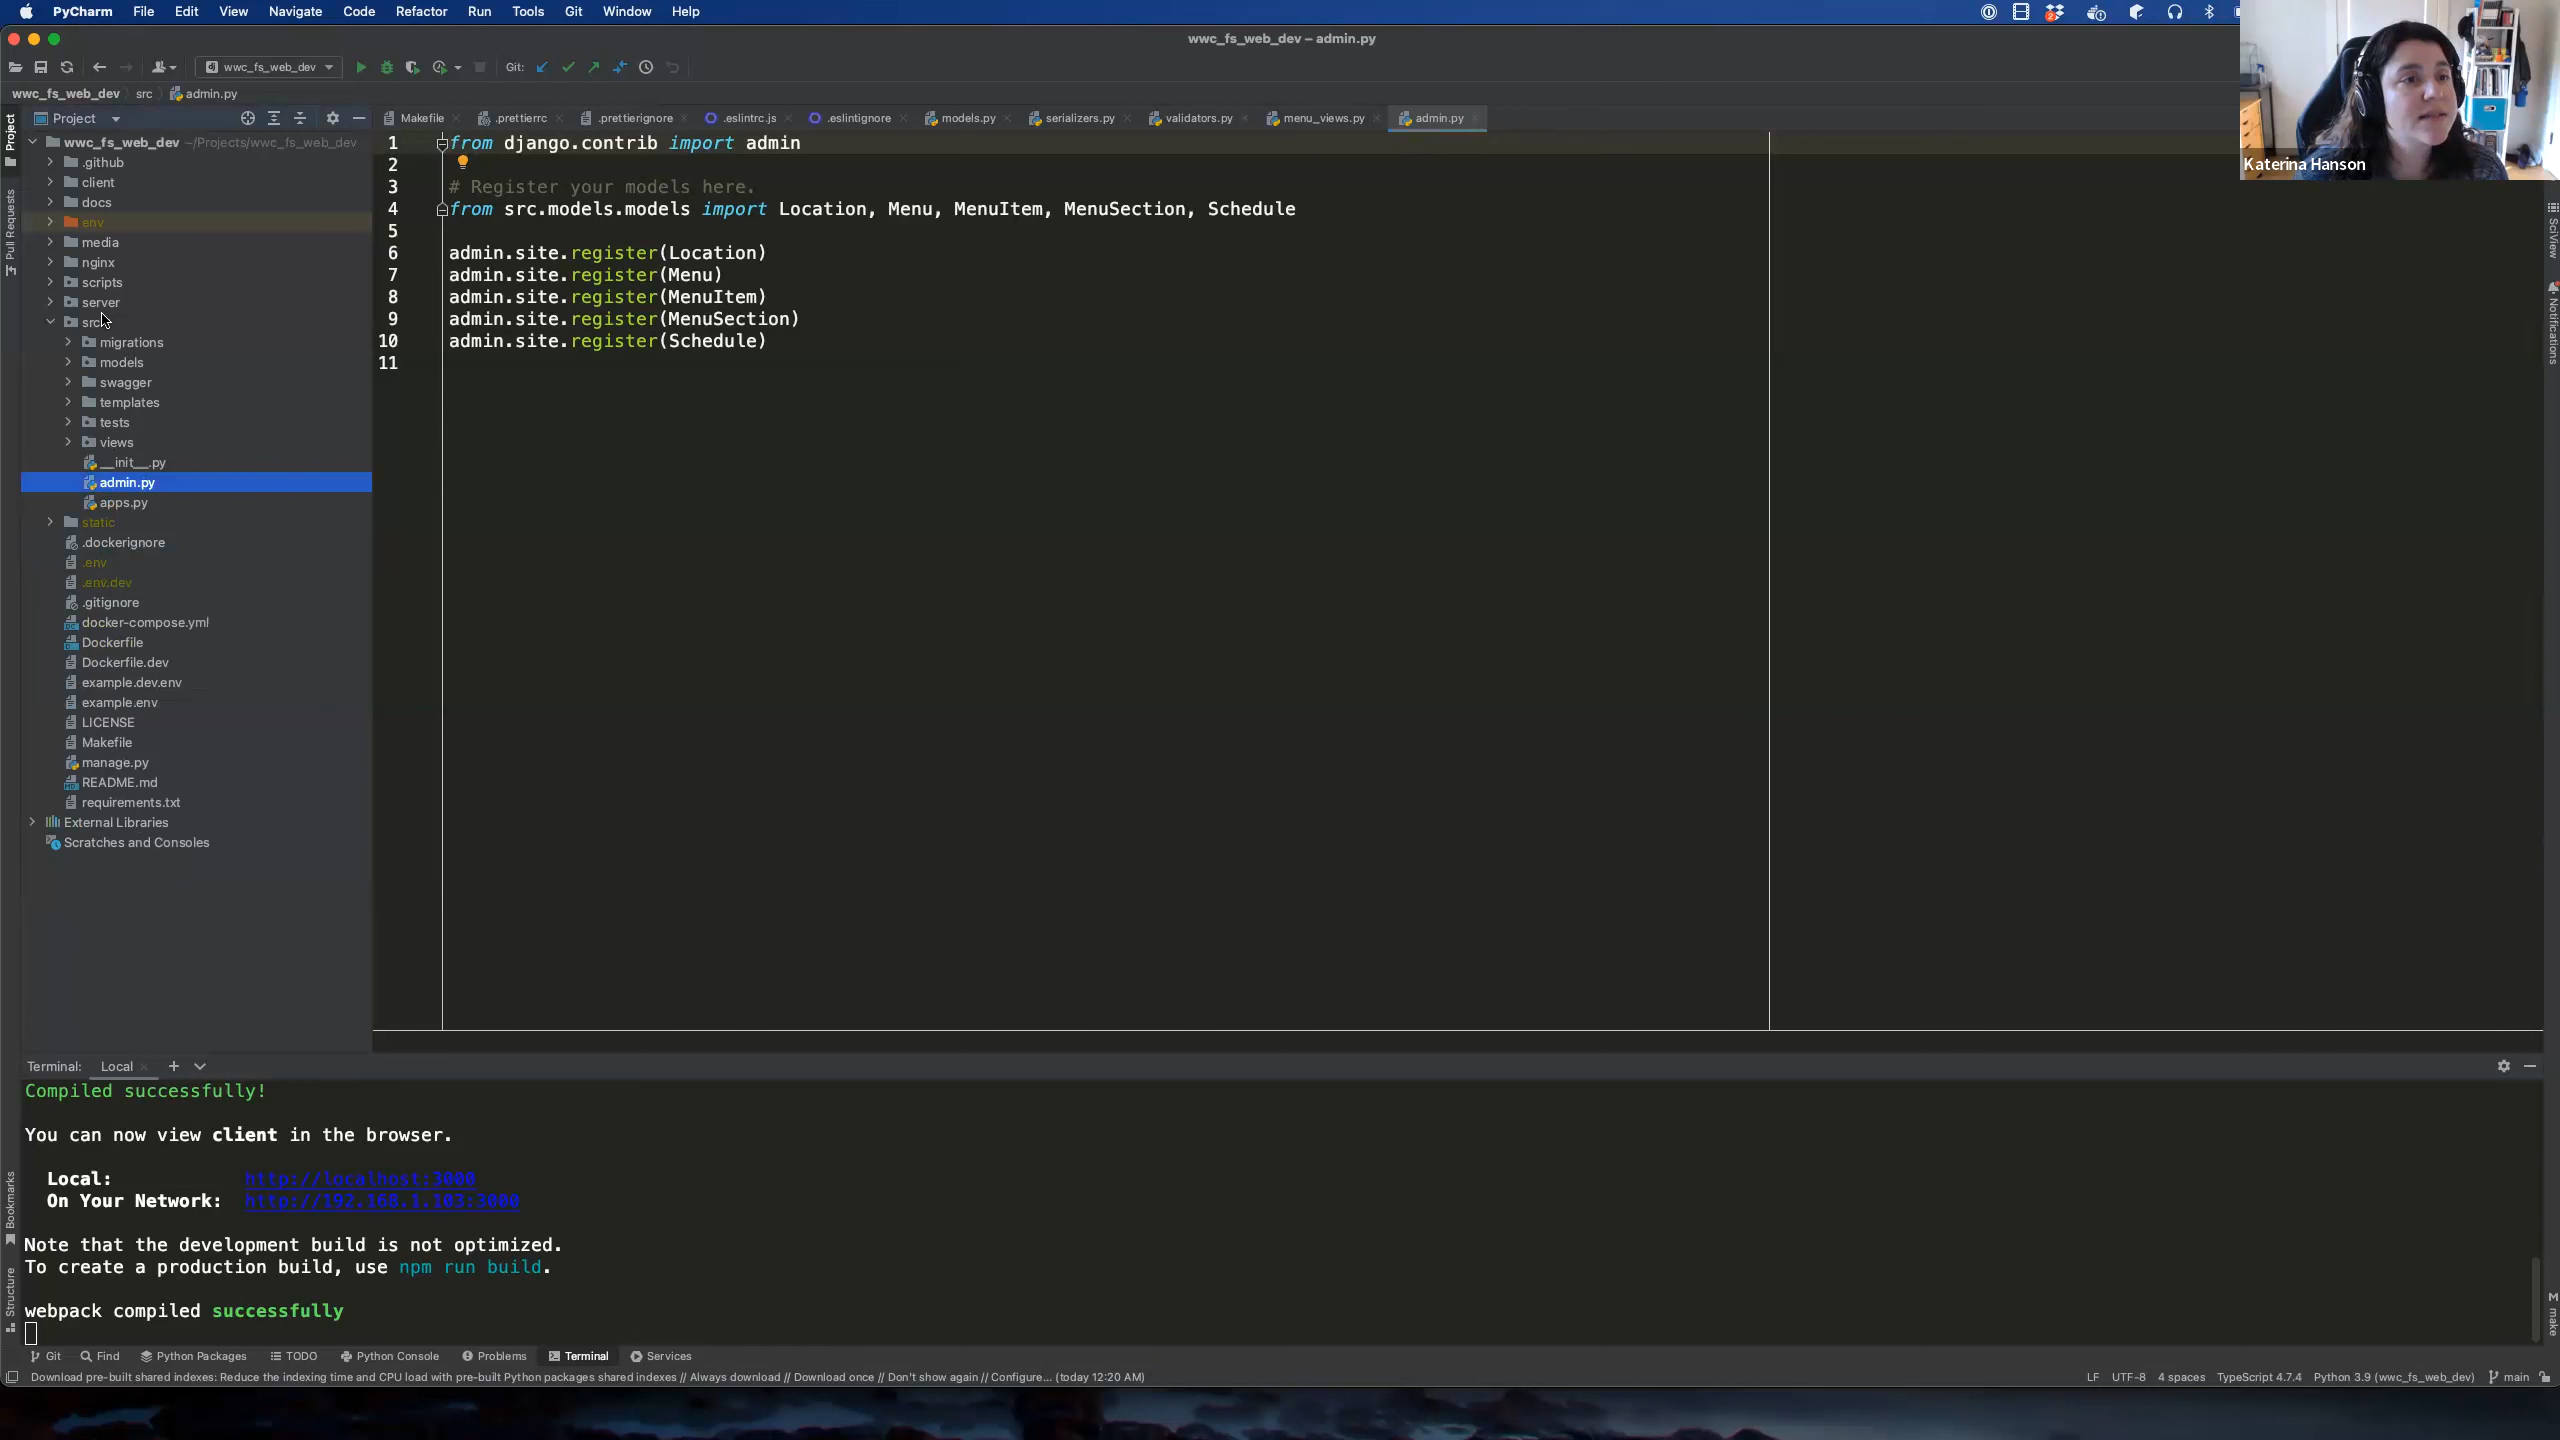 PyCharm File Edit View Navigate Code Refactor Run Tools Git Window Help
wwc_fs_web_dev – admin.py
wwc_fs_web_dev Git:
wwc_fs_web_dev src admin.py
Project
Makefile .prettierrc .prettierignore .eslintrc.js .eslintignore models.py serializers.py validators.py menu_views.py admin.py
Katerina Hanson
Project
Pull Requests
Bookmarks
Structure
SciView
Notifications
make
wwc_fs_web_dev ~/Projects/wwc_fs_web_dev
.github
client
docs
env
media
nginx
scripts
server
src
migrations
models
swagger
templates
tests
views
__init__.py
admin.py
apps.py
static
.dockerignore
.env
.env.dev
.gitignore
docker-compose.yml
Dockerfile
Dockerfile.dev
example.dev.env
example.env
LICENSE
Makefile
manage.py
README.md
requirements.txt
External Libraries
Scratches and Consoles
1 from django.contrib import admin
2
3 # Register your models here.
4 from src.models.models import Location, Menu, MenuItem, MenuSection, Schedule
5
6 admin.site.register(Location)
7 admin.site.register(Menu)
8 admin.site.register(MenuItem)
9 admin.site.register(MenuSection)
10 admin.site.register(Schedule)
11
Terminal: Local
Compiled successfully!
You can now view client in the browser.
Local: http://localhost:3000
On Your Network: http://192.168.1.103:3000
Note that the development build is not optimized.
To create a production build, use npm run build.
webpack compiled successfully
Git Find Python Packages TODO Python Console Problems Terminal Services
Download pre-built shared indexes: Reduce the indexing time and CPU load with pre-built Python packages shared indexes // Always download // Download once // Don't show again // Configure... (today 12:20 AM)
LF UTF-8 4 spaces TypeScript 4.7.4 Python 3.9 (wwc_fs_web_dev) main